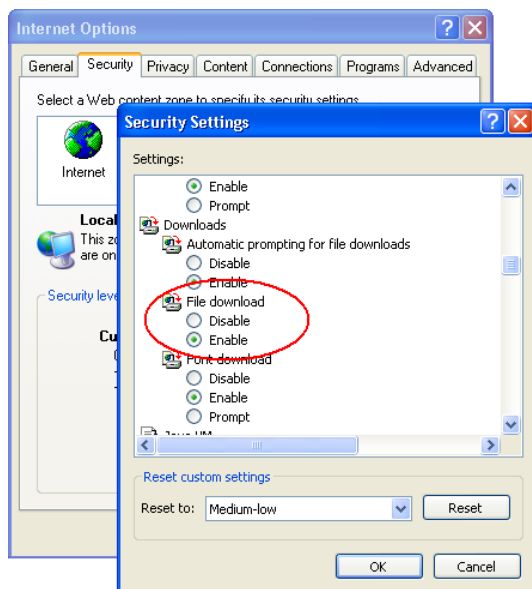 Internet Options
General Security Privacy Content Connections Programs Advanced
Select a Web content zone to specify its security settings
Security Settings
Internet
Settings:
Enable
Prompt
Local
Downloads
This zo
Automatic prompting for file downloads
are on
Disable
Enable
Security leve
File download
Disable
Cu
Enable
Font download
Disable
Enable
Prompt
Java VM
Reset custom settings
Reset to: Medium-low Reset
OK Cancel